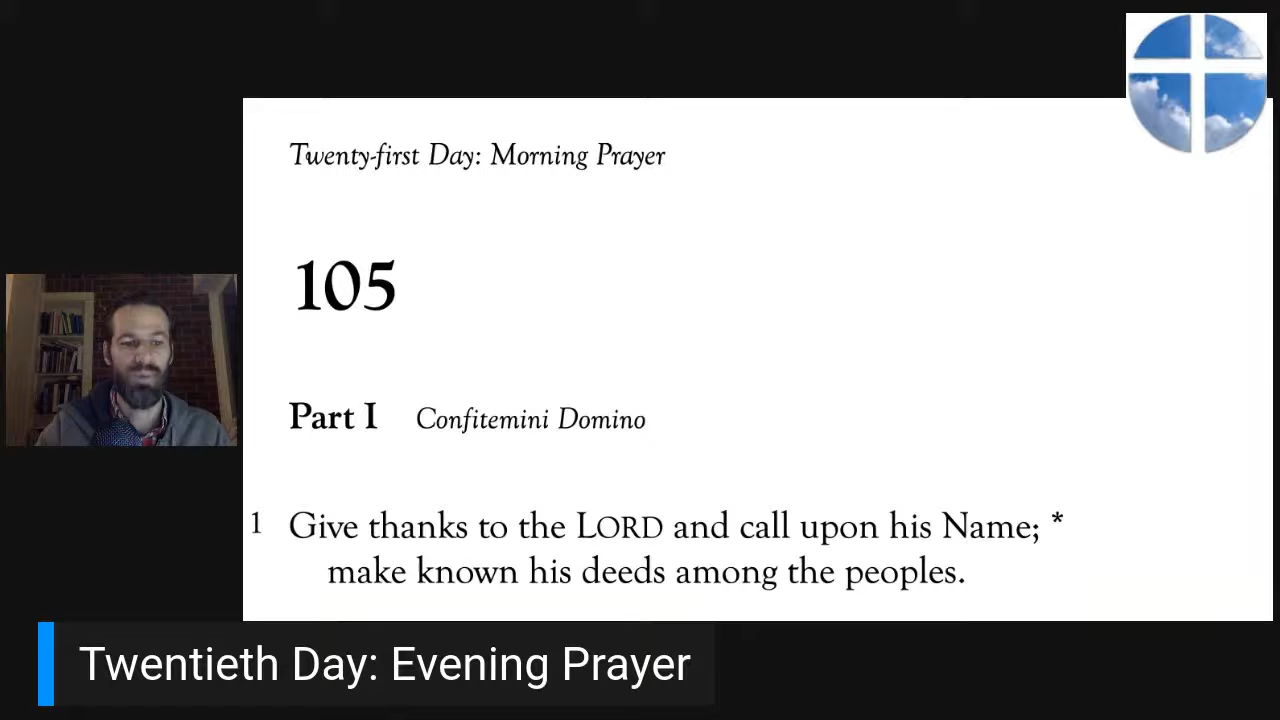 Twenty-first Day: Morning Prayer
105
Part I Confitemini Domino
1 Give thanks to the LORD and call upon his Name; *
make known his deeds among the peoples.
Twentieth Day: Evening Prayer